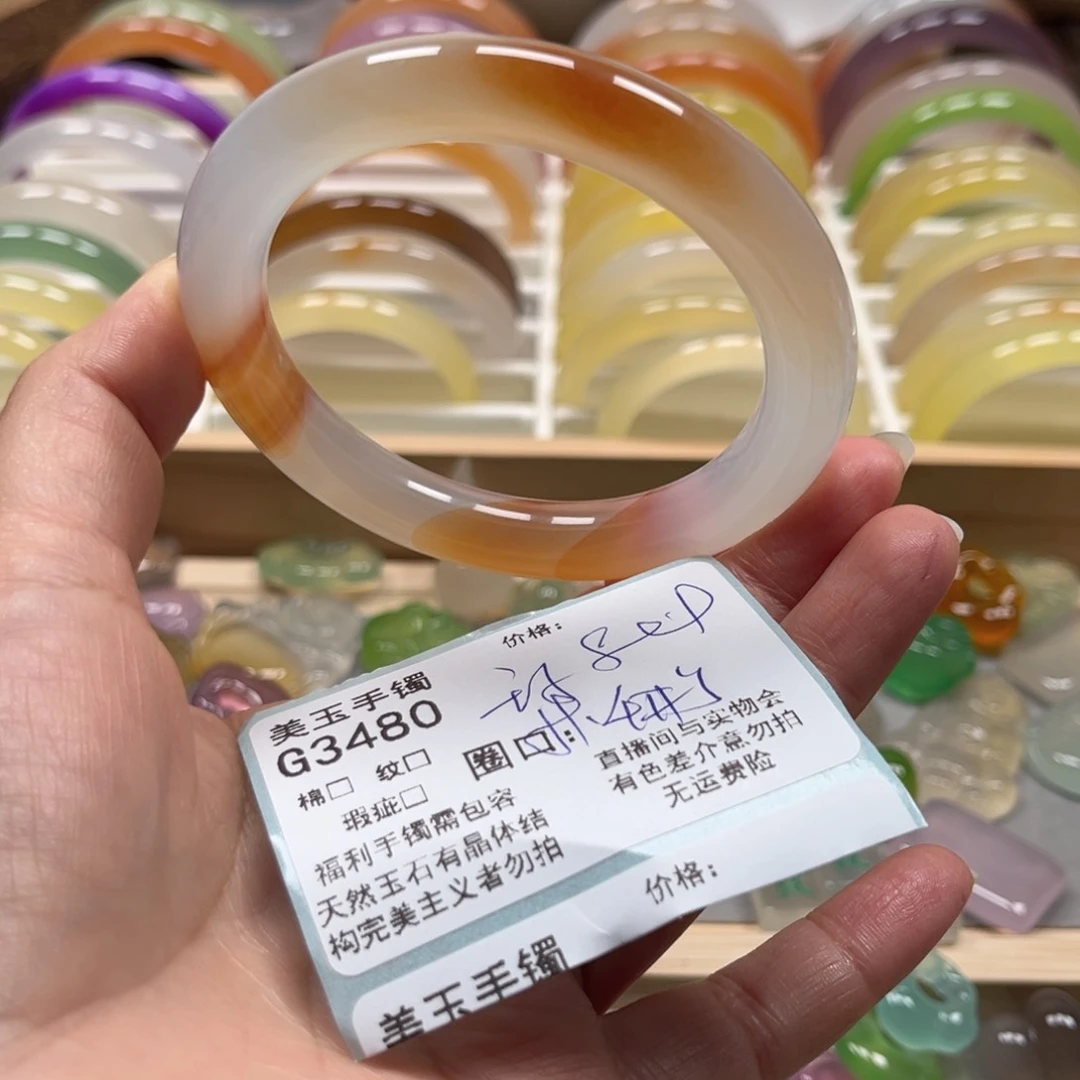 价格：
美玉手镯
G3480
棉□ 纹□ 圈口：
瑕疵□
直播间与实物会
有色差介意勿拍
无运费险
福利手镯需包容
天然玉石有晶体结
构完美主义者勿拍
价格：
美玉手镯